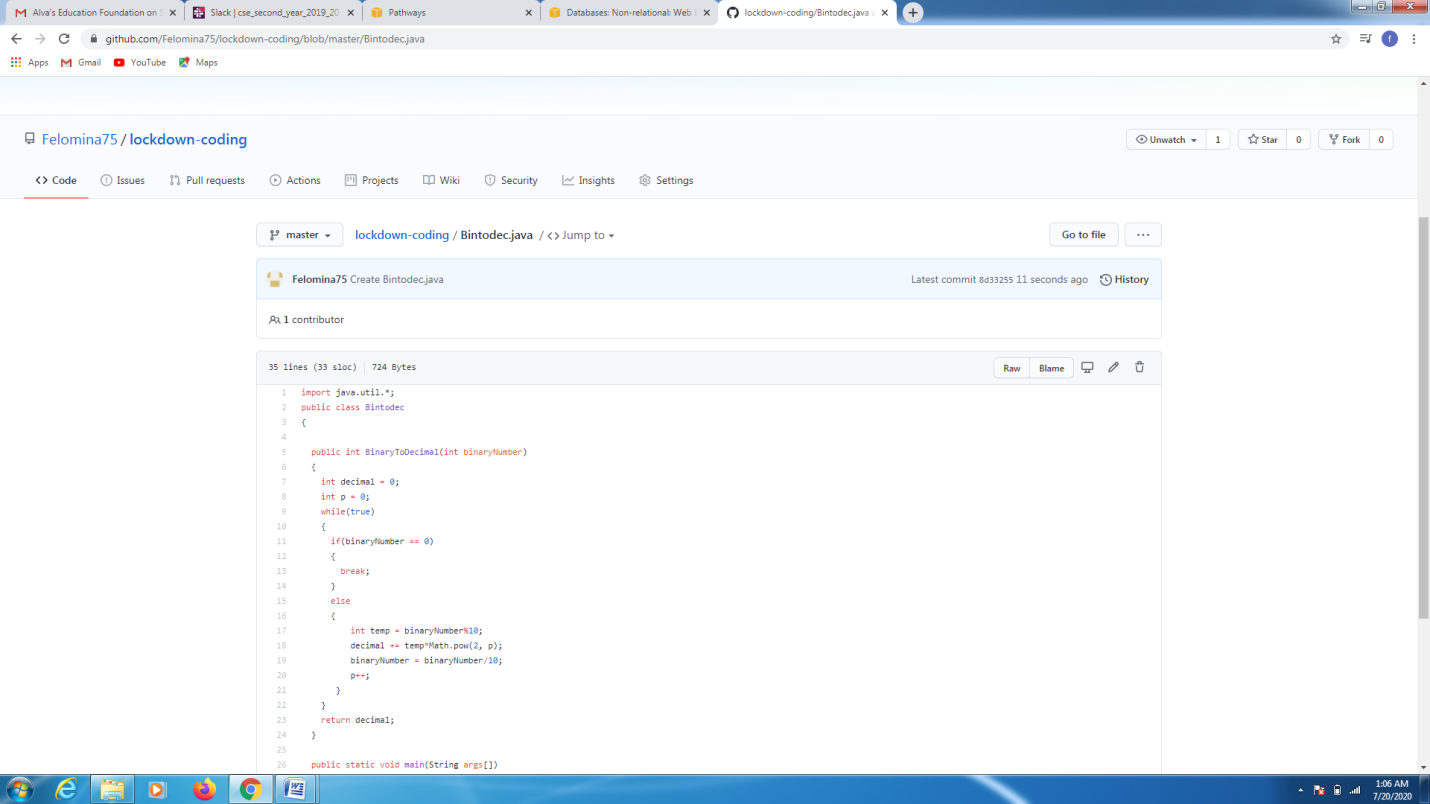 Alva's Education Foundation on S
Slack | cse_second_year_2019_20
Pathways
Databases: Non-relational: Web E
lockdown-coding/Bintodec.java a
github.com/Felomina75/lockdown-coding/blob/master/Bintodec.java
f
Apps Gmail YouTube Maps
Felomina75 / lockdown-coding
Unwatch 1 Star 0 Fork 0
Code Issues Pull requests Actions Projects Wiki Security Insights Settings
master lockdown-coding / Bintodec.java / <> Jump to Go to file ...
Felomina75 Create Bintodec.java Latest commit 8d33255 11 seconds ago History
1 contributor
35 lines (33 sloc) 724 Bytes Raw Blame
1 import java.util.*;
2 public class Bintodec
3 {
4
5 public int BinaryToDecimal(int binaryNumber)
6 {
7 int decimal = 0;
8 int p = 0;
9 while(true)
10 {
11 if(binaryNumber == 0)
12 {
13 break;
14 }
15 else
16 {
17 int temp = binaryNumber%10;
18 decimal += temp*Math.pow(2, p);
19 binaryNumber = binaryNumber/10;
20 p++;
21 }
22 }
23 return decimal;
24 }
25
26 public static void main(String args[])
1:06 AM
7/20/2020